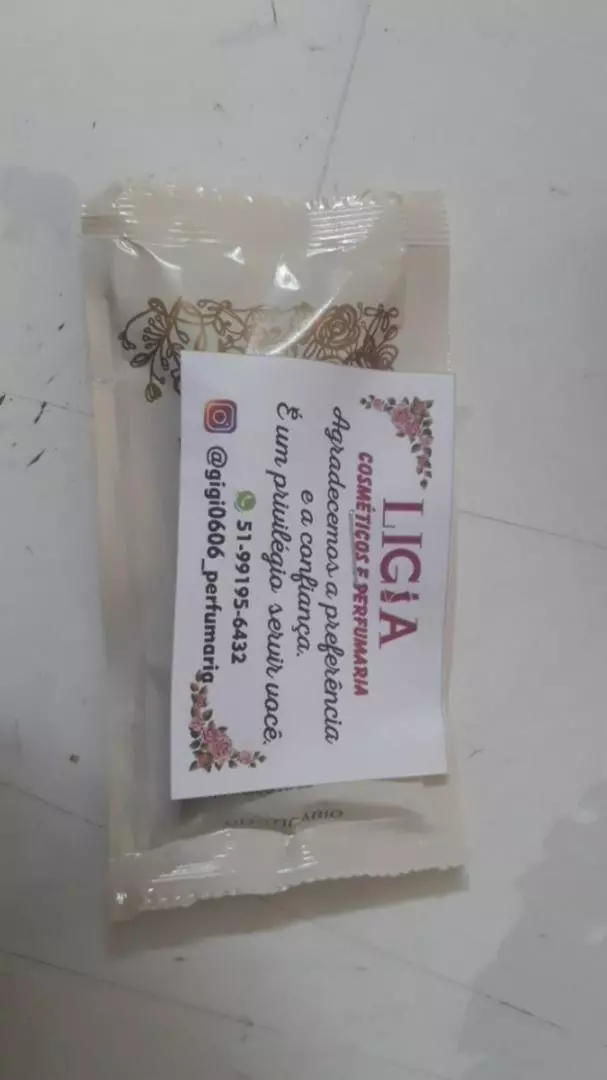 LIGIA
COSMÉTICOS E PERFUMARIA
Agradecemos a preferência
e a confiança.
É um privilégio servir você.
51-99195-6432
@gigi0606_perfumaria